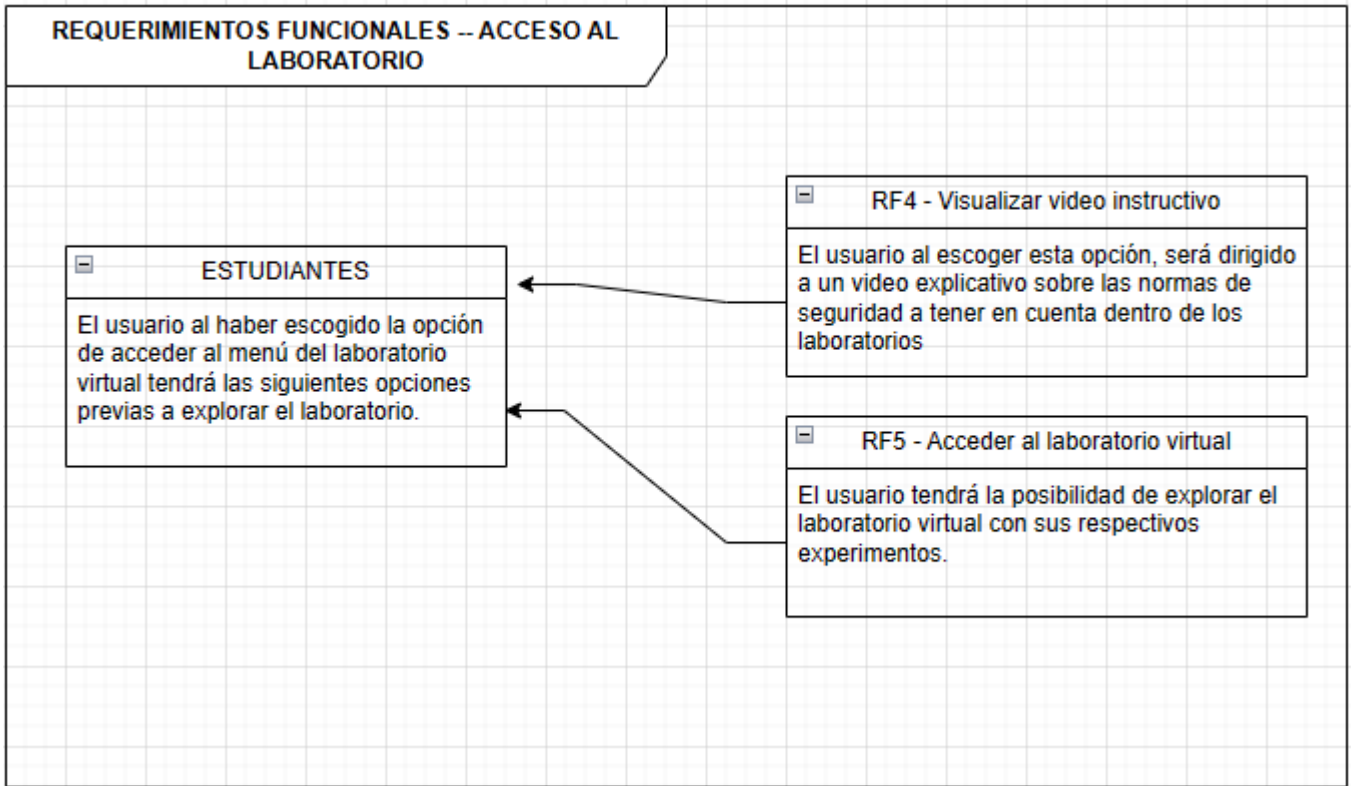 REQUERIMIENTOS FUNCIONALES -- ACCESO AL
LABORATORIO
ESTUDIANTES
El usuario al haber escogido la opción
de acceder al menú del laboratorio
virtual tendrá las siguientes opciones
previas a explorar el laboratorio.
RF4 - Visualizar video instructivo
El usuario al escoger esta opción, será dirigido
a un video explicativo sobre las normas de
seguridad a tener en cuenta dentro de los
laboratorios
RF5 - Acceder al laboratorio virtual
El usuario tendrá la posibilidad de explorar el
laboratorio virtual con sus respectivos
experimentos.